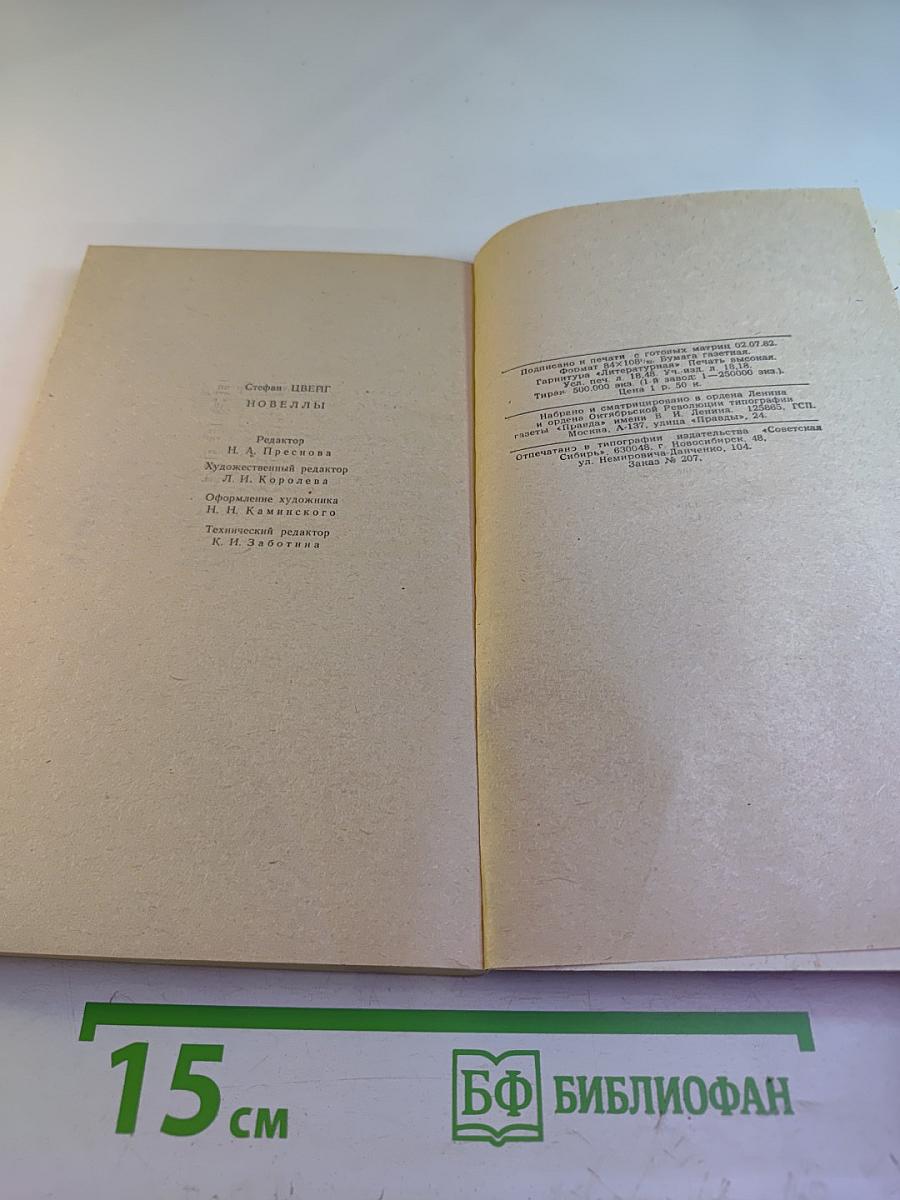 Стефан ЦВЕЙГ
НОВЕЛЛЫ
Редактор
Н. А. Преснова
Художественный редактор
Л. И. Королева
Оформление художника
Н. Н. Каминского
Технический редактор
К. И. Заботина
Подписано к печати с готовых матриц 02.07.82.
Формат 84×108¹/₃₂. Бумага газетная.
Гарнитура «Литературная». Печать высокая.
Усл. печ. л. 18,48. Уч. изд. л. 18,18.
Тираж 500.000 экз. (1-й завод: 1—250000 экз.).
Цена 1 р. 50 к.
Набрано и сматрицировано в ордена Ленина
и ордена Октябрьской Революции типографии
газеты «Правда» имени В. И. Ленина. 125865, ГСП.
Москва, А-137, улица «Правды», 24.
Отпечатано в типографии издательства «Советская
Сибирь», 630048, г. Новосибирск, 48,
ул. Немировича-Данченко, 104.
Заказ № 207.
15 см
БФ БИБЛИОФАН